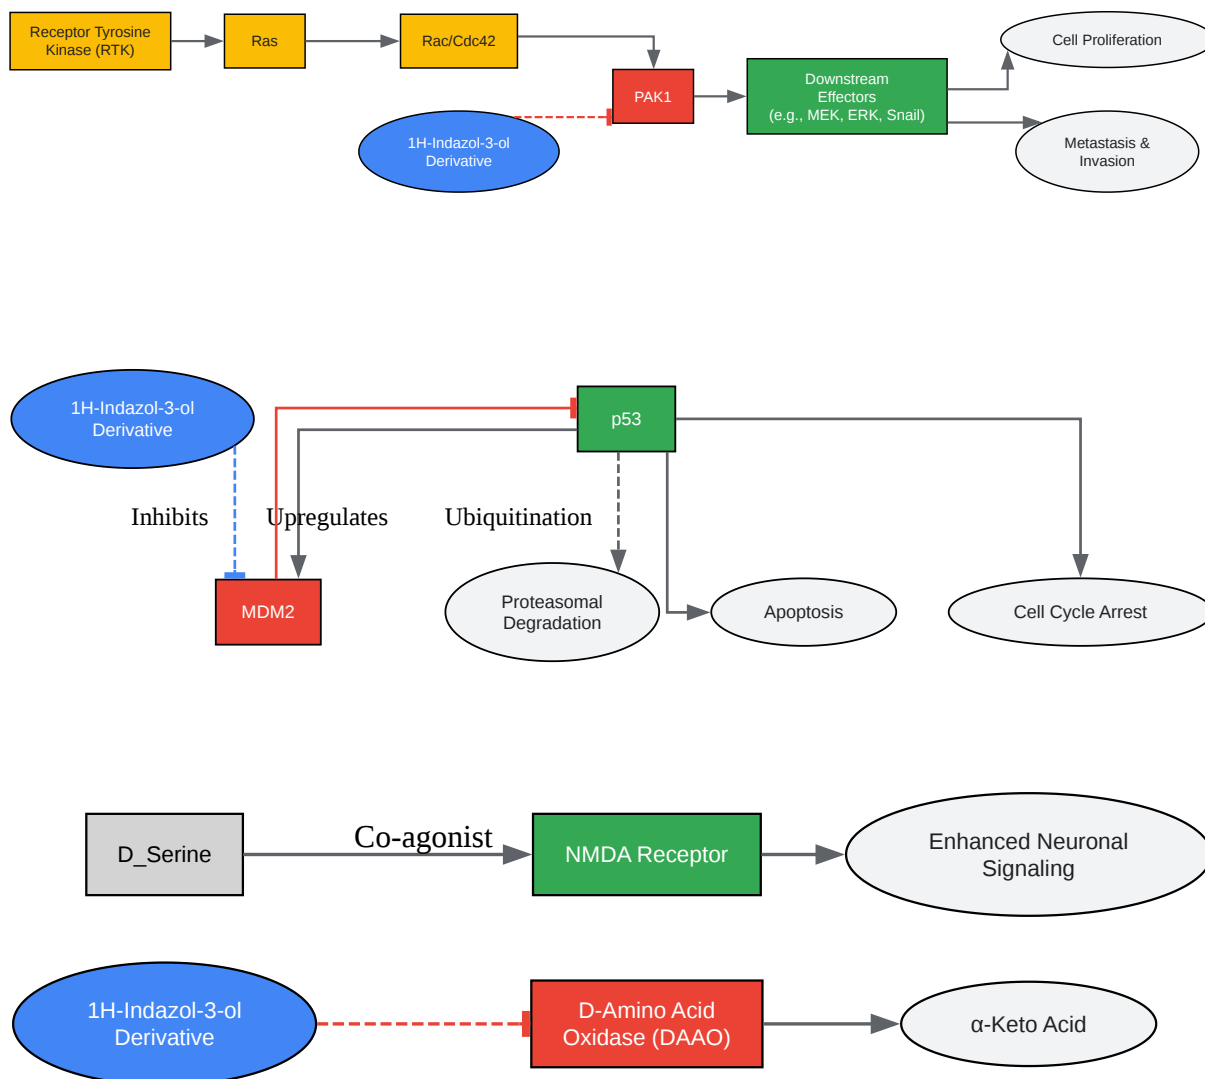 Receptor Tyrosine
Kinase (RTK)
Ras
Rac/Cdc42
PAK1
1H-Indazol-3-ol
Derivative
Downstream
Effectors
(e.g., MEK, ERK, Snail)
Cell Proliferation
Metastasis &
Invasion
1H-Indazol-3-ol
Derivative
p53
Inhibits
Upregulates
Ubiquitination
MDM2
Proteasomal
Degradation
Apoptosis
Cell Cycle Arrest
D_Serine
Co-agonist
NMDA Receptor
Enhanced Neuronal
Signaling
1H-Indazol-3-ol
Derivative
D-Amino Acid
Oxidase (DAAO)
α-Keto Acid